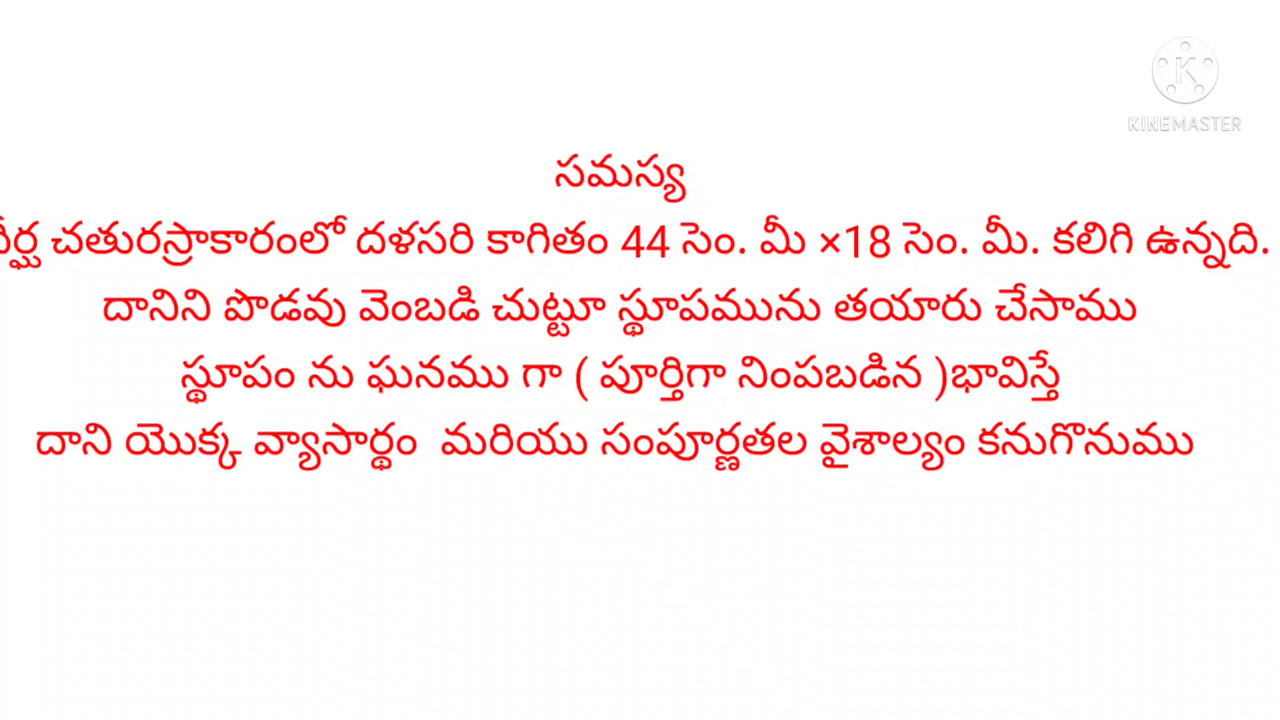 KINEMASTER
సమస్య
చతురస్రాకారంలో దళసరి కాగితం 44 సెం. మీ ×18 సెం. మీ. కలిగి ఉన్నది.
దానిని పొడవు వెంబడి చుట్టూ స్థూపమును తయారు చేసాము
స్థూపం ను ఘనము గా ( పూర్తిగా నింపబడిన )భావిస్తే
దాని యొక్క వ్యాసార్థం మరియు సంపూర్ణతల వైశాల్యం కనుగొనుము